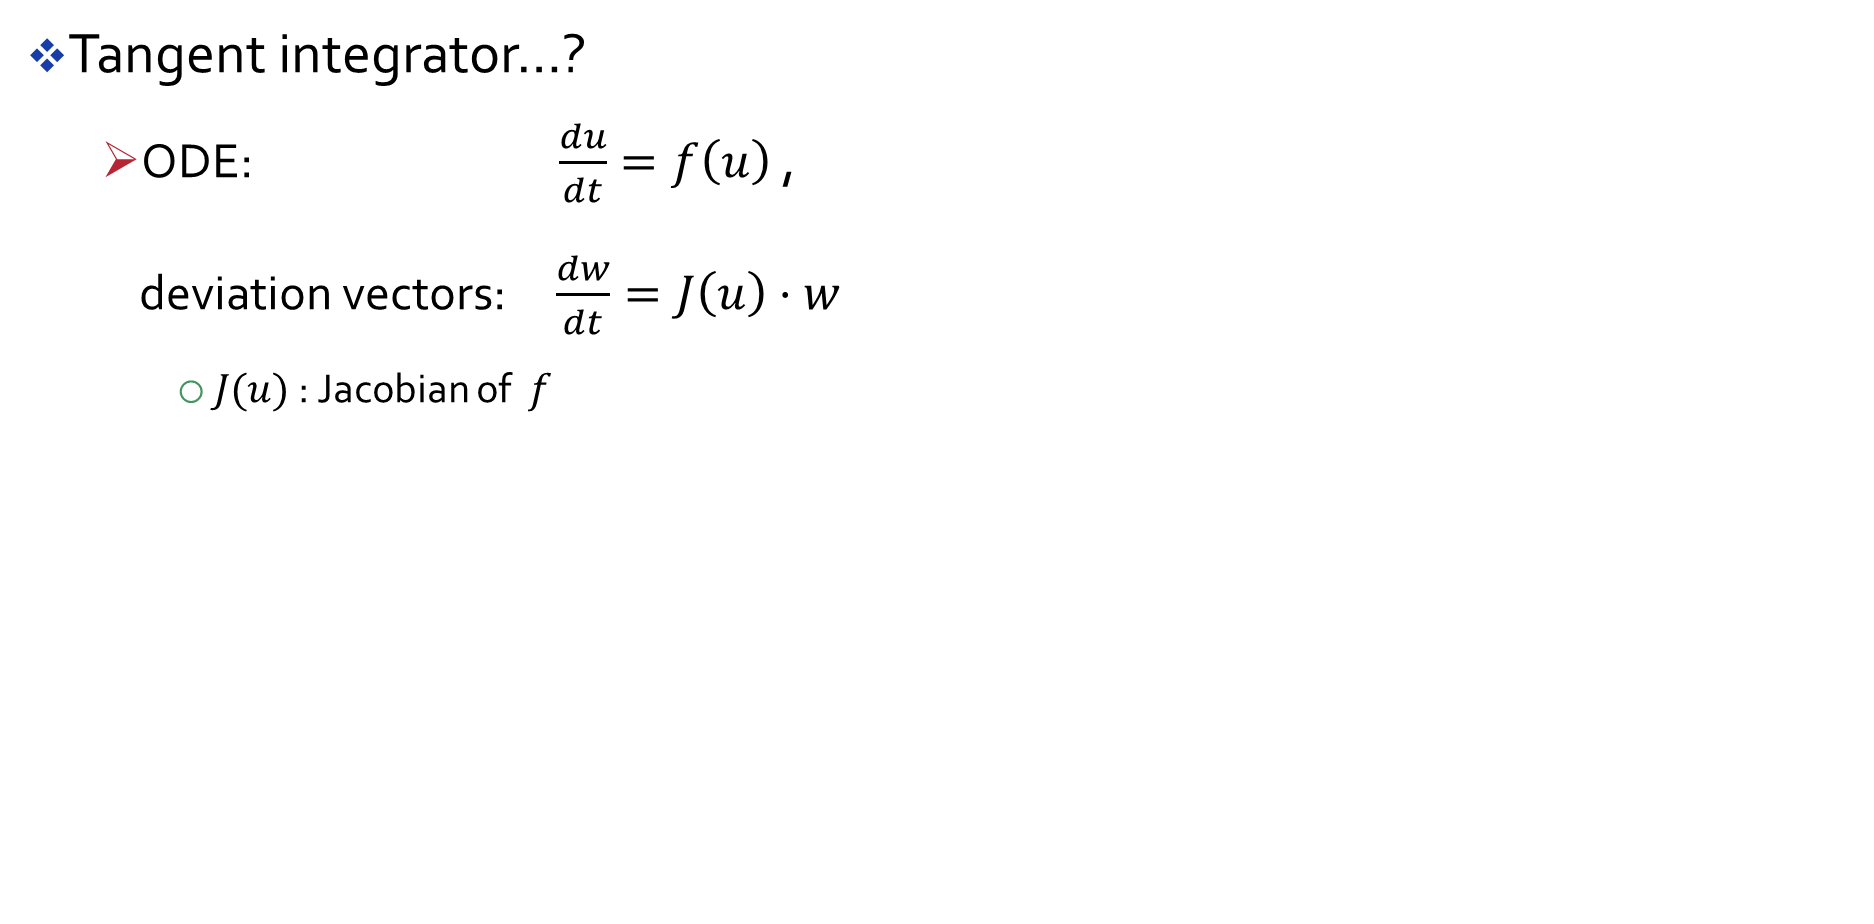 ❖Tangent integrator...?
➢ODE: du/dt = f(u) ,
deviation vectors: dw/dt = J(u) · w
○ J(u) : Jacobian of f